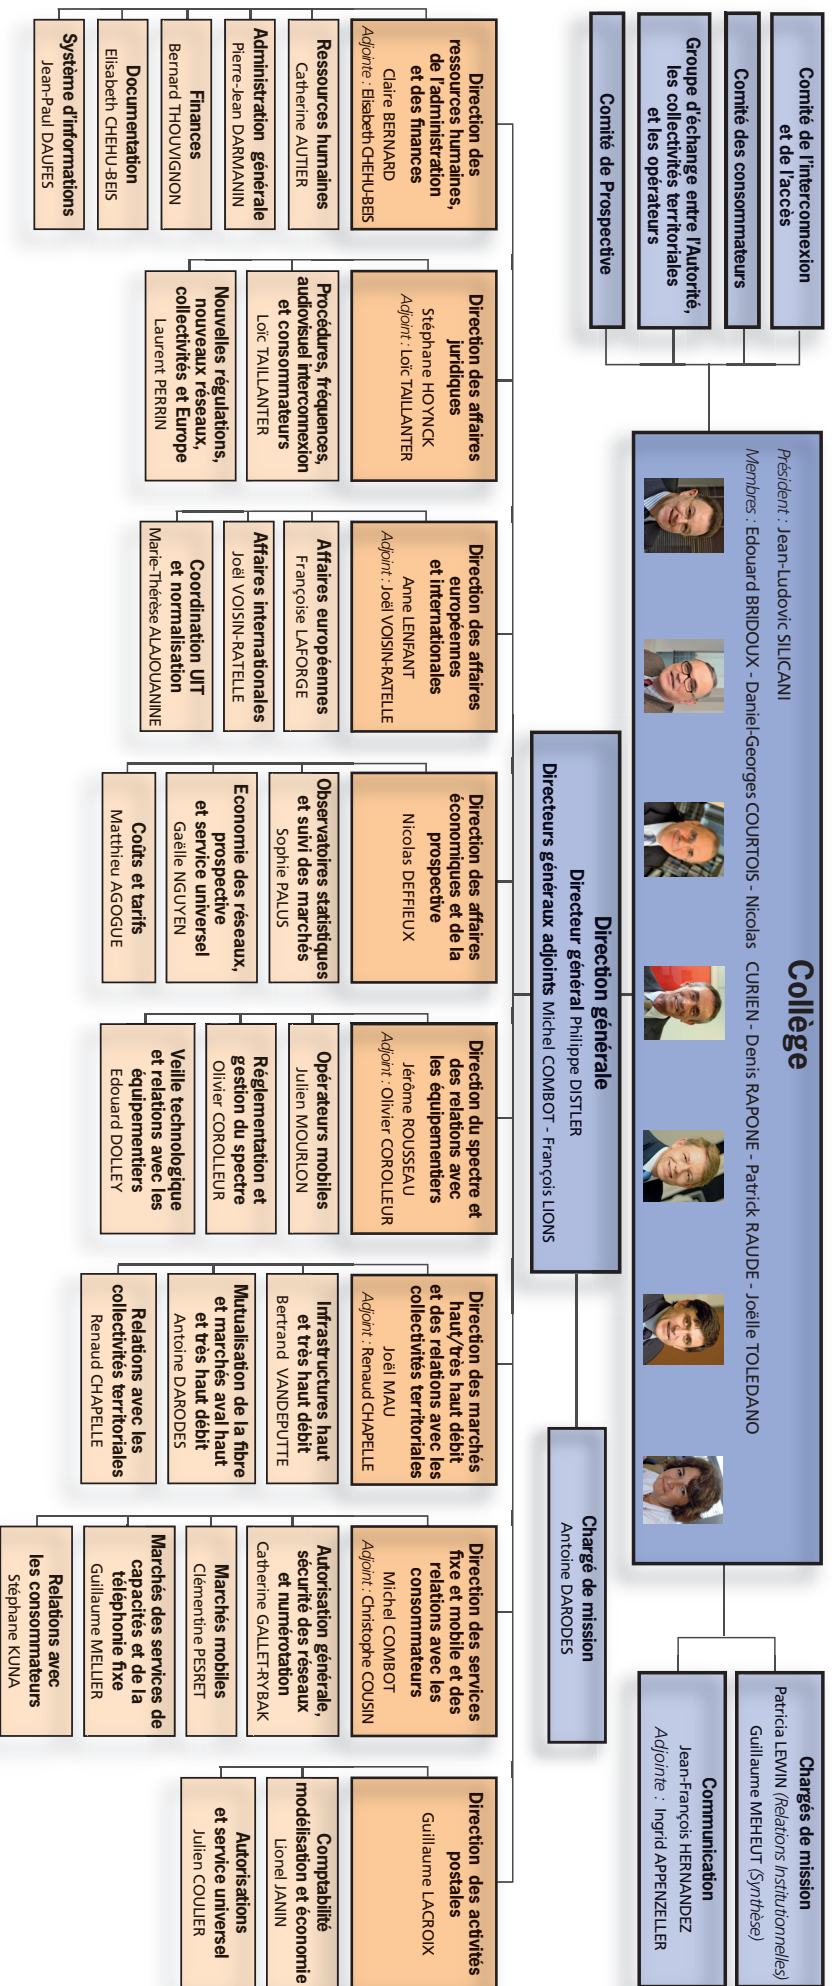 Comité de l'interconnexion
et de l'accès
Comité des consommateurs
Groupe d'échange entre l'Autorité,
les collectivités territoriales
et les opérateurs
Comité de Prospective
Collège
Président : Jean-Ludovic SILICANI
Membres : Edouard BRIDOUX - Daniel-Georges COURTOIS - Nicolas CURIEN - Denis RAPONE - Patrick RAUDE - Joëlle TOLEDANO
Chargés de mission
Patricia LEWIN (Relations Institutionnelles)
Guillaume MEHEUT (Synthèse)
Communication
Jean-François HERNANDEZ
Adjointe : Ingrid APPENZELLER
Direction générale
Directeur général Philippe DISTLER
Directeurs généraux adjoints Michel COMBOT - François LIONS
Chargé de mission
Antoine DARODES
Direction des
ressources humaines,
de l'administration
et des finances
Claire BERNARD
Adjointe : Elisabeth CHEHU-BEIS
Ressources humaines
Catherine AUTIER
Administration générale
Pierre-Jean DARMANIN
Finances
Bernard THOUVIGNON
Documentation
Elisabeth CHEHU-BEIS
Système d'informations
Jean-Paul DAUFES
Direction des affaires
juridiques
Stéphane HOYNCK
Adjoint : Loïc TAILLANTER
Procédures, fréquences,
audiovisuel interconnexion
et consommateurs
Loïc TAILLANTER
Nouvelles régulations,
nouveaux réseaux,
collectivités et Europe
Laurent PERRIN
Direction des affaires
européennes
et internationales
Anne LENFANT
Adjoint : Joël VOISIN-RATELLE
Affaires européennes
Françoise LAFORGE
Affaires internationales
Joël VOISIN-RATELLE
Coordination UIT
et normalisation
Marie-Thérèse ALAJOUANINE
Direction des affaires
économiques et de la
prospective
Nicolas DEFFIEUX
Observatoires statistiques
et suivi des marchés
Sophie PALUS
Economie des réseaux,
prospective
et service universel
Gaëlle NGUYEN
Coûts et tarifs
Matthieu AGOGUE
Direction du spectre et
des relations avec
les équipementiers
Jérôme ROUSSEAU
Adjoint : Olivier COROLLEUR
Opérateurs mobiles
Julien MOURLON
Réglementation et
gestion du spectre
Olivier COROLLEUR
Veille technologique
et relations avec les
équipementiers
Edouard DOLLEY
Direction des marchés
haut/très haut débit
et des relations avec les
collectivités territoriales
Joël MAU
Adjoint : Renaud CHAPELLE
Infrastructures haut
et très haut débit
Bertrand VANDEPUTTE
Mutualisation de la fibre
et marchés aval haut
et très haut débit
Antoine DARODES
Relations avec les
collectivités territoriales
Renaud CHAPELLE
Direction des services
fixe et mobile et des
relations avec les
consommateurs
Michel COMBOT
Adjoint : Christophe COUSIN
Autorisation générale,
sécurité des réseaux
et numérotation
Catherine GALLET-RYBAK
Marchés mobiles
Clémentine PESRET
Marchés des services de
capacités et de la
téléphonie fixe
Guillaume MELLIER
Relations avec
les consommateurs
Stéphane KUNA
Direction des activités
postales
Guillaume LACROIX
Comptabilité
modélisation et économie
Lionel JANIN
Autorisations
et service universel
Julien COULIER